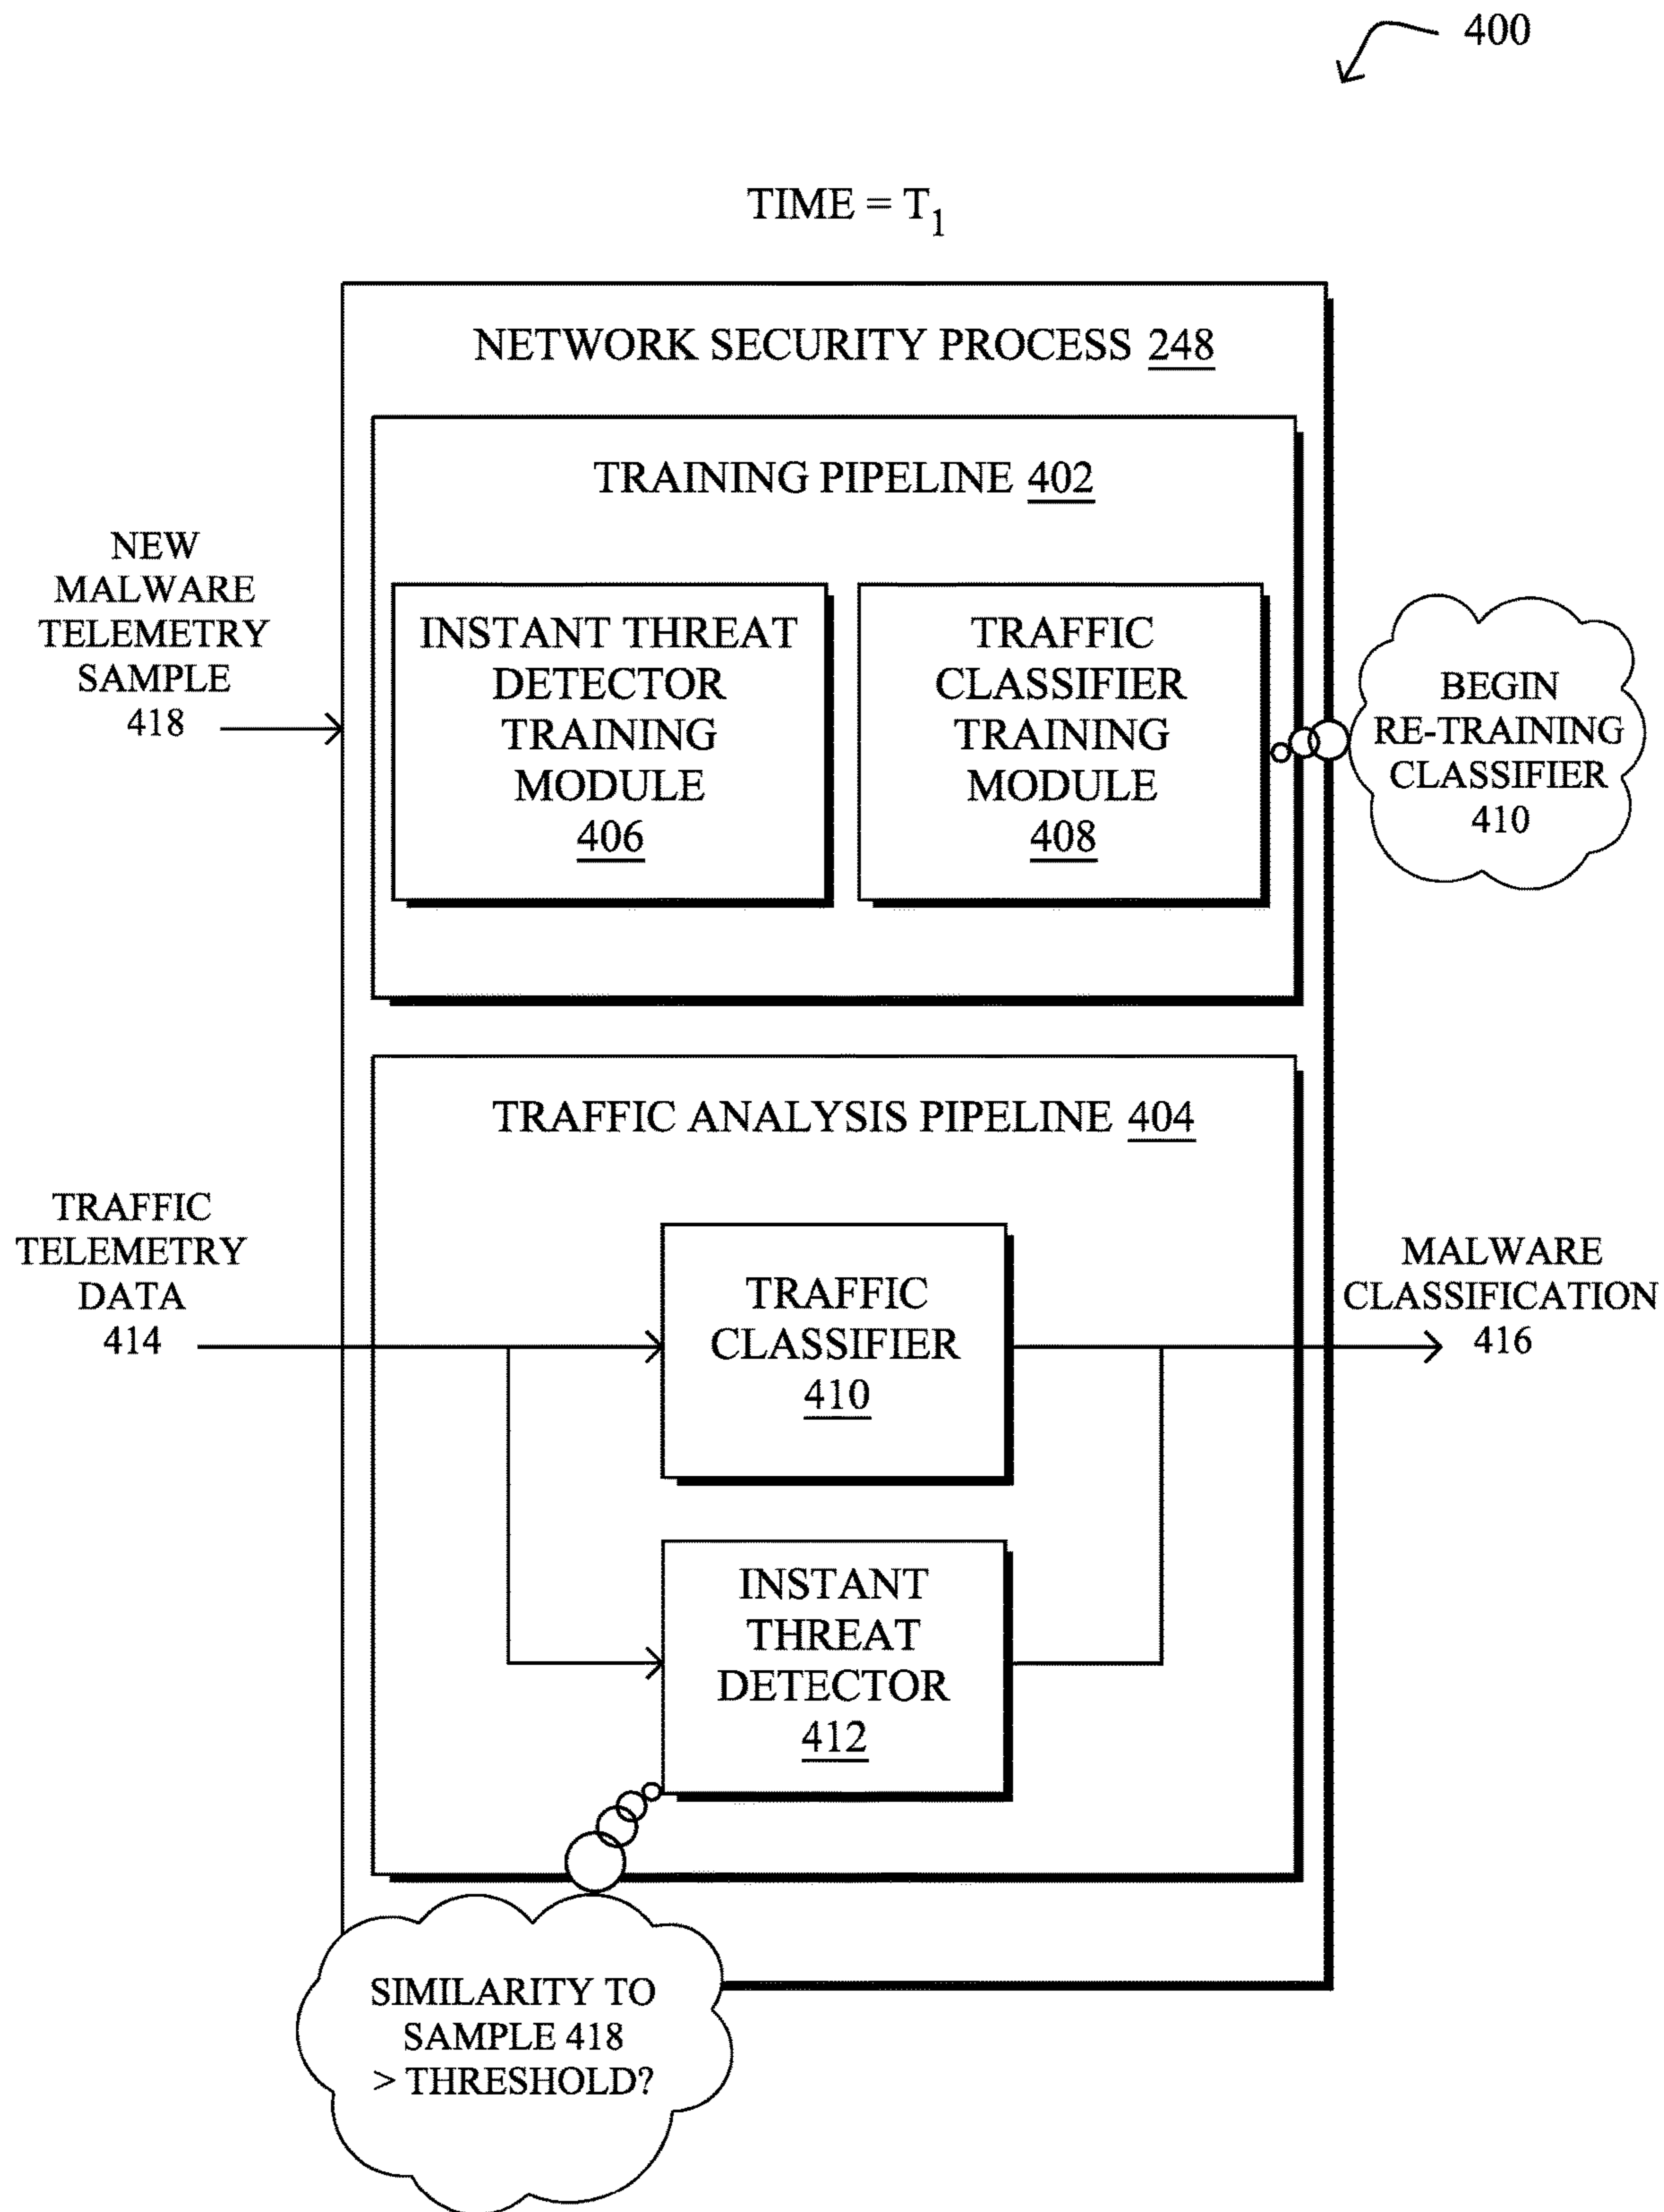 400
TIME = T1
NETWORK SECURITY PROCESS 248
TRAINING PIPELINE 402
NEW
MALWARE
TELEMETRY
SAMPLE
418
INSTANT THREAT
DETECTOR
TRAINING
MODULE
406
TRAFFIC
CLASSIFIER
TRAINING
MODULE
408
BEGIN
RE-TRAINING
CLASSIFIER
410
TRAFFIC ANALYSIS PIPELINE 404
TRAFFIC
TELEMETRY
DATA
414
TRAFFIC
CLASSIFIER
410
MALWARE
CLASSIFICATION
416
INSTANT
THREAT
DETECTOR
412
SIMILARITY TO
SAMPLE 418
> THRESHOLD?